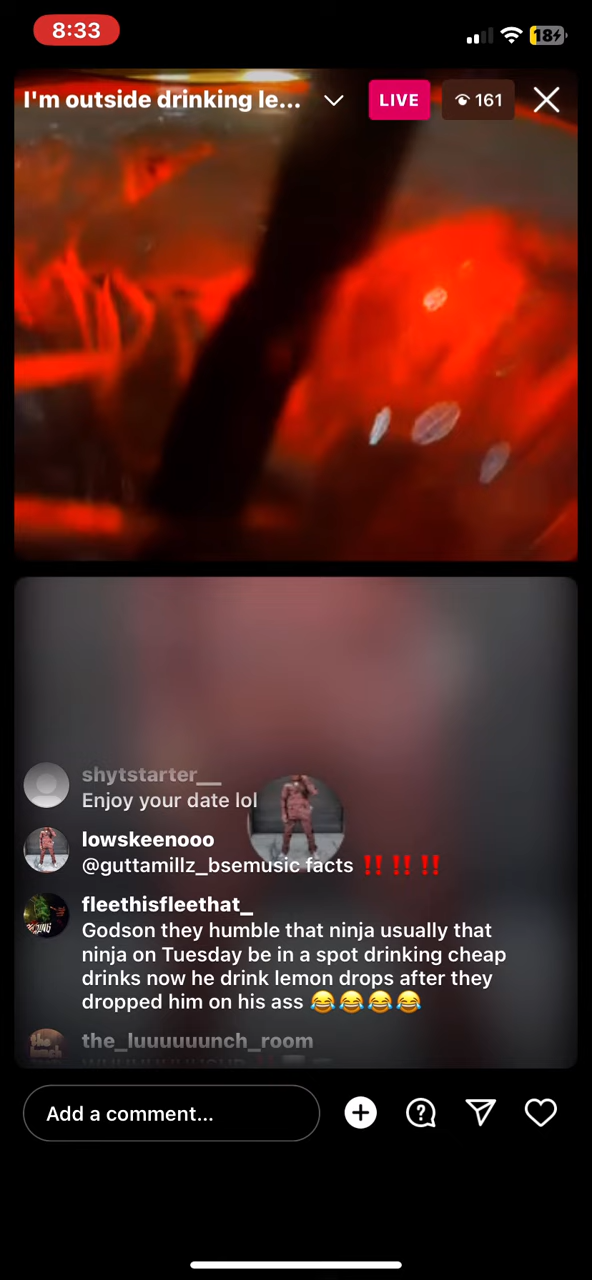 8:33
18
I'm outside drinking le...
LIVE
161
shytstarter__
Enjoy your date lol
lowskeenooo
@guttamillz_bsemusic facts ‼️ ‼️ ‼️
fleethisfleethat_
Godson they humble that ninja usually that
ninja on Tuesday be in a spot drinking cheap
drinks now he drink lemon drops after they
dropped him on his ass 😂😂😂😂
the_luuuuuunch_room
Add a comment...